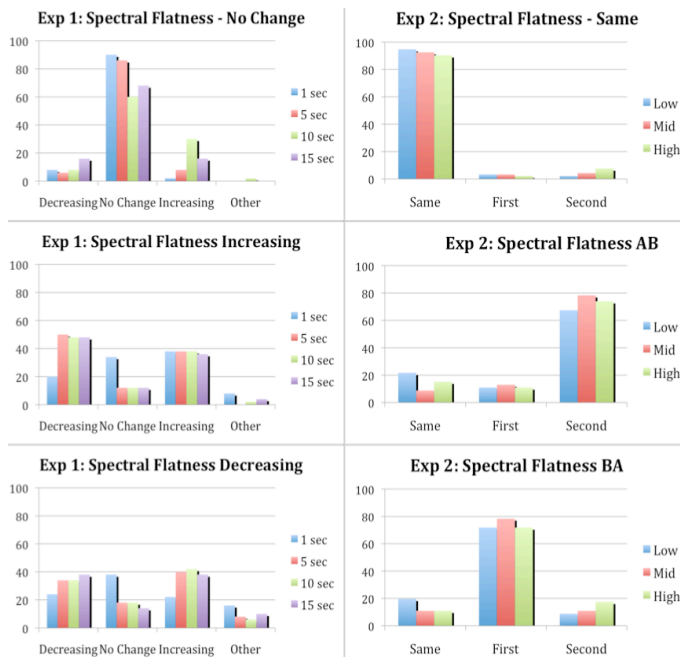 Exp 1: Spectral Flatness - No Change
100
80
60
40
20
0
Decreasing No Change Increasing Other
1 sec
5 sec
10 sec
15 sec
Exp 2: Spectral Flatness - Same
100
80
60
40
20
0
Same First Second
Low
Mid
High
Exp 1: Spectral Flatness Increasing
100
80
60
40
20
0
Decreasing No Change Increasing Other
1 sec
5 sec
10 sec
15 sec
Exp 2: Spectral Flatness AB
100
80
60
40
20
0
Same First Second
Low
Mid
High
Exp 1: Spectral Flatness Decreasing
100
80
60
40
20
0
Decreasing No Change Increasing Other
1 sec
5 sec
10 sec
15 sec
Exp 2: Spectral Flatness BA
100
80
60
40
20
0
Same First Second
Low
Mid
High